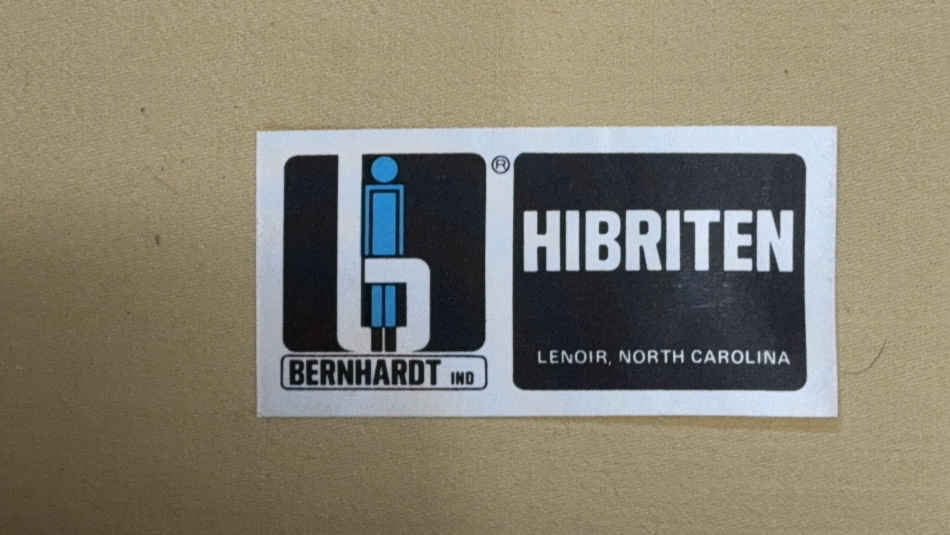 b
®
BERNHARDT IND
HIBRITEN
LENOIR, NORTH CAROLINA